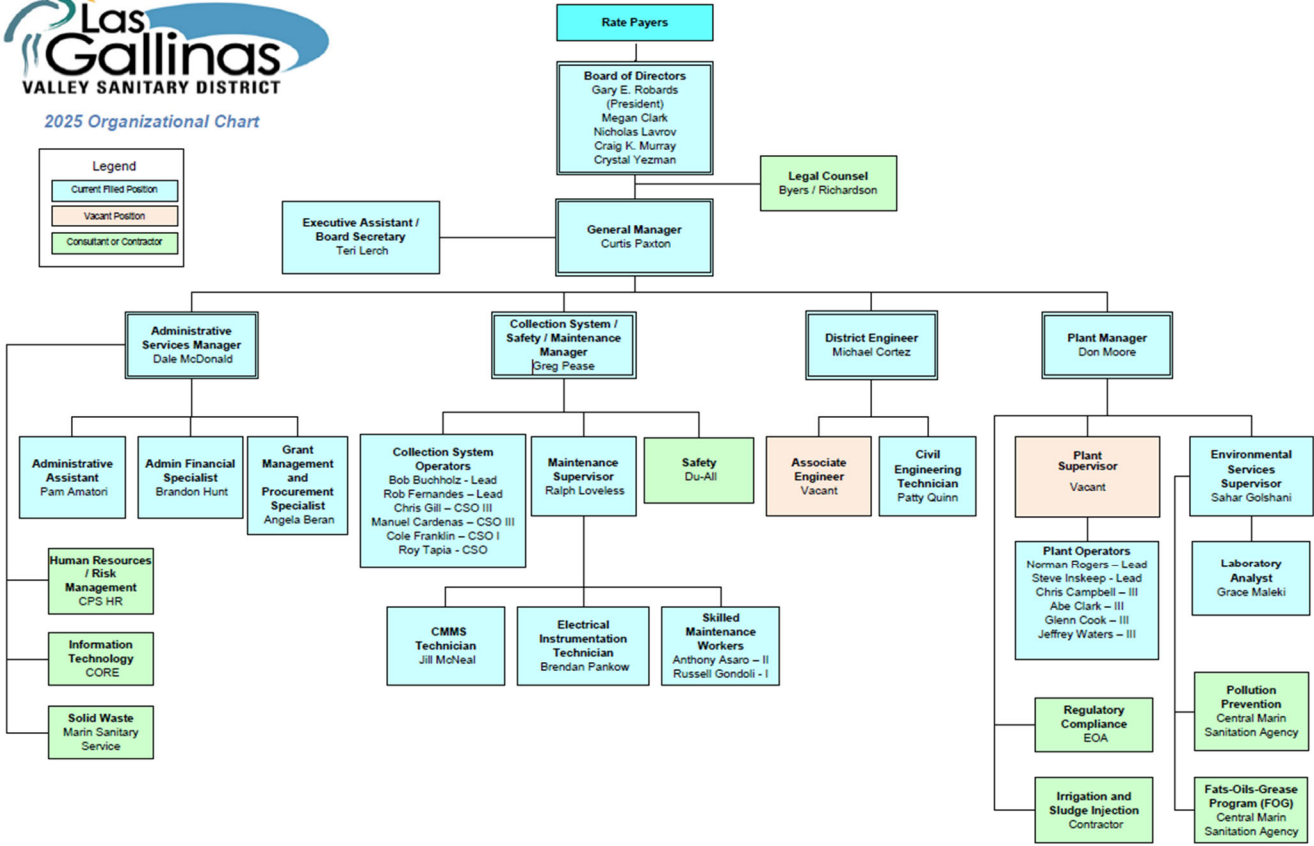 Las
Gallinas
VALLEY SANITARY DISTRICT
2025 Organizational Chart
Legend
Current Filled Position
Vacant Position
Consultant or Contractor
Rate Payers
Board of Directors
Gary E. Robards
(President)
Megan Clark
Nicholas Lavrov
Craig K. Murray
Crystal Yezman
Legal Counsel
Byers / Richardson
Executive Assistant /
Board Secretary
Teri Lerch
General Manager
Curtis Paxton
Administrative
Services Manager
Dale McDonald
Collection System /
Safety / Maintenance
Manager
Greg Pease
District Engineer
Michael Cortez
Plant Manager
Don Moore
Administrative
Assistant
Pam Amatori
Admin Financial
Specialist
Brandon Hunt
Grant
Management
and
Procurement
Specialist
Angela Beran
Collection System
Operators
Bob Buchholz - Lead
Rob Fernandes – Lead
Chris Gill – CSO III
Manuel Cardenas – CSO III
Cole Franklin – CSO I
Roy Tapia - CSO
Maintenance
Supervisor
Ralph Loveless
Safety
Du-All
Associate
Engineer
Vacant
Civil
Engineering
Technician
Patty Quinn
Plant
Supervisor
Vacant
Environmental
Services
Supervisor
Sahar Golshani
Human Resources
/ Risk
Management
CPS HR
Information
Technology
CORE
Solid Waste
Marin Sanitary
Service
CMMS
Technician
Jill McNeal
Electrical
Instrumentation
Technician
Brendan Pankow
Skilled
Maintenance
Workers
Anthony Asaro – II
Russell Gondoli - I
Plant Operators
Norman Rogers – Lead
Steve Inskeep - Lead
Chris Campbell – III
Abe Clark – III
Glenn Cook – III
Jeffrey Waters – III
Laboratory
Analyst
Grace Maleki
Regulatory
Compliance
EOA
Irrigation and
Sludge Injection
Contractor
Pollution
Prevention
Central Marin
Sanitation Agency
Fats-Oils-Grease
Program (FOG)
Central Marin
Sanitation Agency